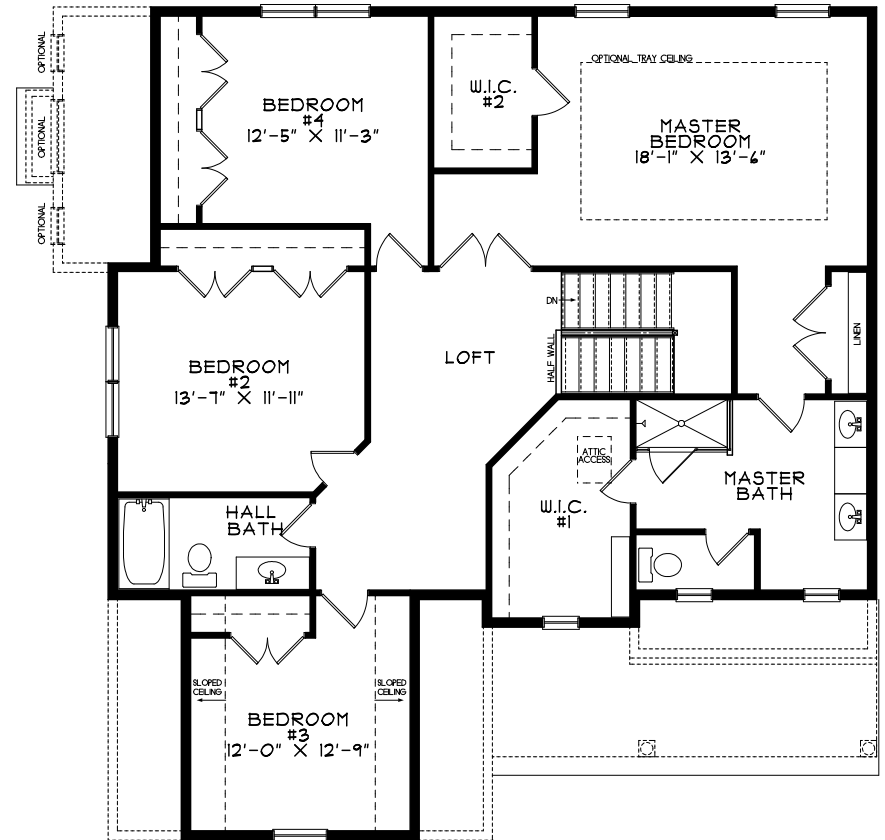 OPTIONAL
OPTIONAL
OPTIONAL
BEDROOM
#4
12'-5" X 11'-3"
W.I.C.
#2
OPTIONAL TRAY CEILING
MASTER
BEDROOM
18'-1" X 13'-6"
BEDROOM
#2
13'-7" X 11'-11"
LOFT
DN
HALF WALL
LINEN
ATTIC
ACCESS
W.I.C.
#1
MASTER
BATH
HALL
BATH
SLOPED
CEILING
SLOPED
CEILING
BEDROOM
#3
12'-0" X 12'-9"